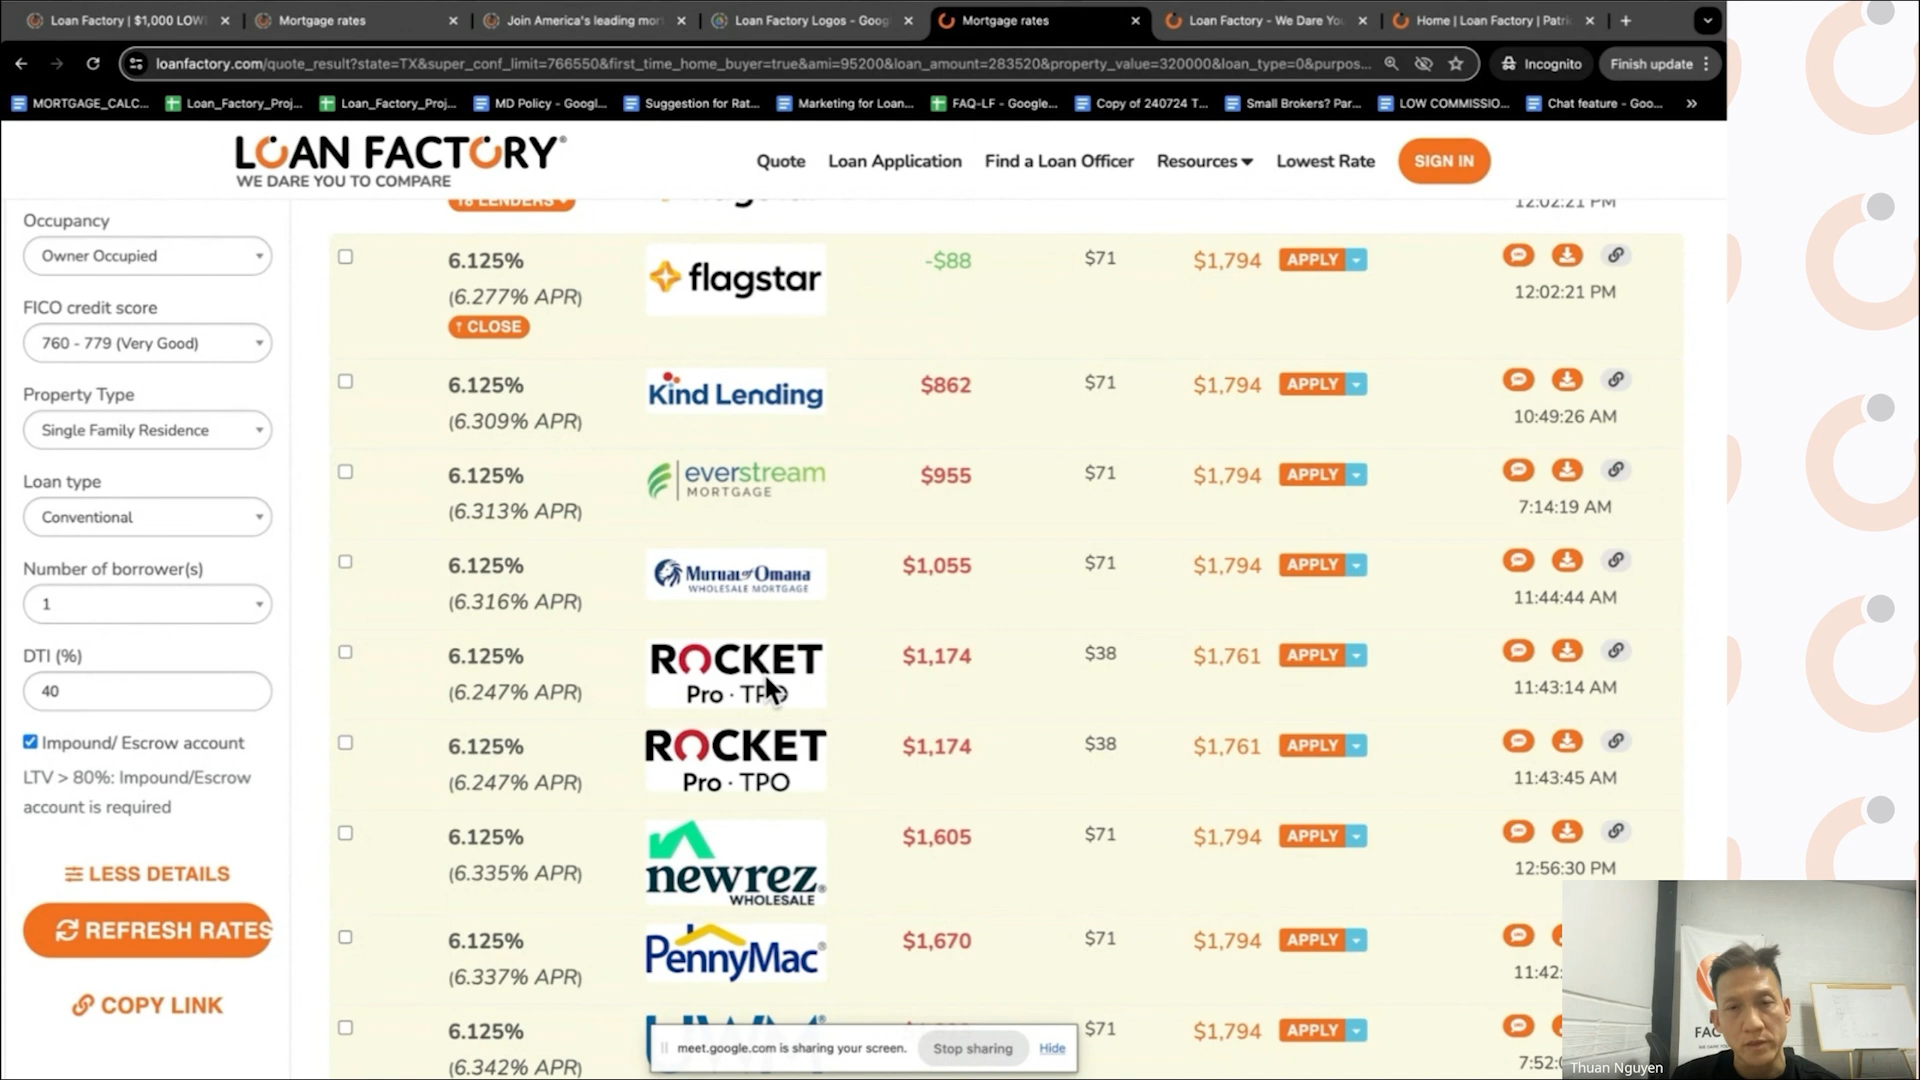 Loan Factory | $1,000 LOW
Mortgage rates
Join America's leading mor
Loan Factory Logos - Goog
Mortgage rates
Loan Factory - We Dare Yo
Home | Loan Factory | Patri
loanfactory.com/quote_result?state=TX&super_conf_limit=766550&first_time_home_buyer=true&ami=95200&loan_amount=283520&property_value=320000&loan_type=0&purpos...
Incognito
Finish update
MORTGAGE_CALC...
Loan_Factory_Proj...
Loan_Factory_Proj...
MD Policy - Googl...
Suggestion for Rat...
Marketing for Loan...
FAQ-LF - Google...
Copy of 240724 T...
Small Brokers? Par...
LOW COMMISSIO...
Chat feature - Goo...
LOAN FACTORY®
WE DARE YOU TO COMPARE
Quote
Loan Application
Find a Loan Officer
Resources
Lowest Rate
SIGN IN
Occupancy
Owner Occupied
FICO credit score
760 - 779 (Very Good)
Property Type
Single Family Residence
Loan type
Conventional
Number of borrower(s)
1
DTI (%)
40
Impound/ Escrow account
LTV > 80%: Impound/Escrow
account is required
LESS DETAILS
REFRESH RATES
COPY LINK
LENDERS
12:02:21 PM
6.125% flagstar -$88 $71 $1,794 APPLY
(6.277% APR) 12:02:21 PM
CLOSE
6.125% Kind Lending $862 $71 $1,794 APPLY
(6.309% APR) 10:49:26 AM
6.125% everstream $955 $71 $1,794 APPLY
MORTGAGE
(6.313% APR) 7:14:19 AM
6.125% Mutual of Omaha $1,055 $71 $1,794 APPLY
WHOLESALE MORTGAGE
(6.316% APR) 11:44:44 AM
6.125% ROCKET $1,174 $38 $1,761 APPLY
(6.247% APR) Pro · TPO 11:43:14 AM
6.125% ROCKET $1,174 $38 $1,761 APPLY
(6.247% APR) Pro · TPO 11:43:45 AM
6.125% newrez $1,605 $71 $1,794 APPLY
WHOLESALE
(6.335% APR) 12:56:30 PM
6.125% PennyMac® $1,670 $71 $1,794 APPLY
(6.337% APR) 11:42:
6.125% UWM $71 $1,794 APPLY
(6.342% APR) 7:52:
meet.google.com is sharing your screen.
Stop sharing
Hide
FAC
Thuan Nguyen